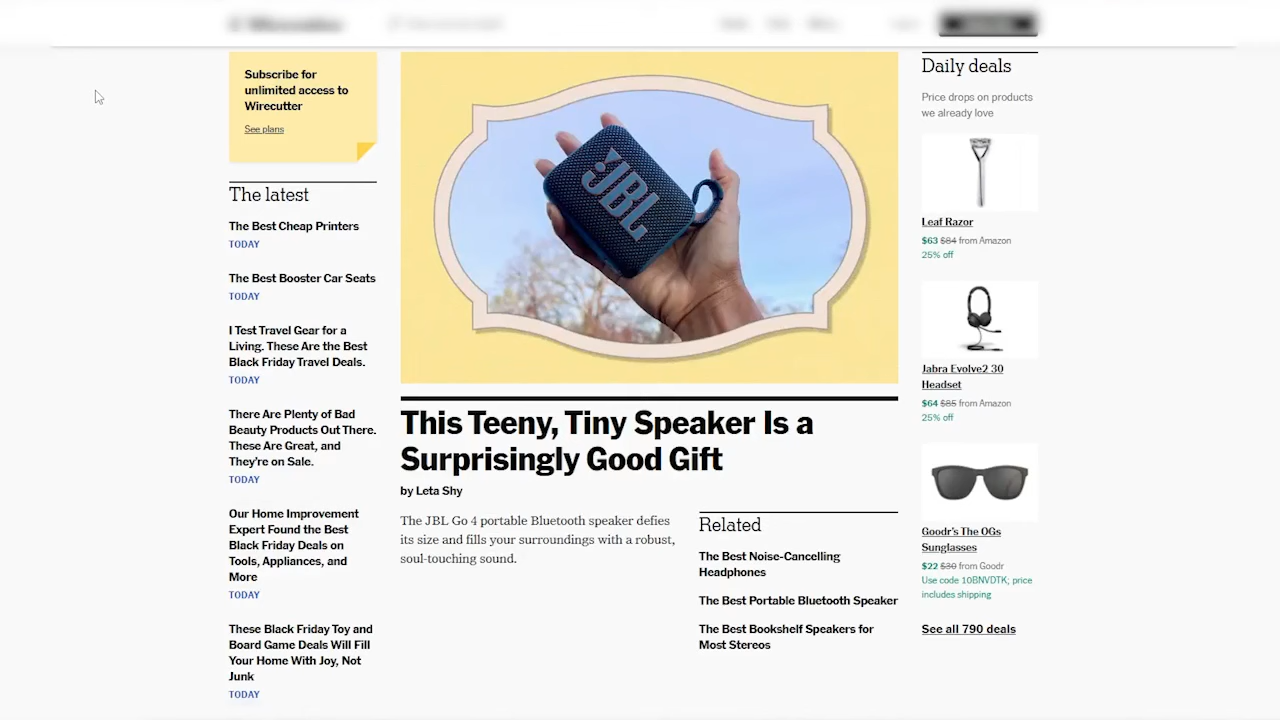 Subscribe for
unlimited access to
Wirecutter
See plans
The latest
The Best Cheap Printers
TODAY
The Best Booster Car Seats
TODAY
I Test Travel Gear for a
Living. These Are the Best
Black Friday Travel Deals.
TODAY
There Are Plenty of Bad
Beauty Products Out There.
These Are Great, and
They're on Sale.
TODAY
Our Home Improvement
Expert Found the Best
Black Friday Deals on
Tools, Appliances, and
More
TODAY
These Black Friday Toy and
Board Game Deals Will Fill
Your Home With Joy, Not
Junk
TODAY
JBL
This Teeny, Tiny Speaker Is a
Surprisingly Good Gift
by Leta Shy
The JBL Go 4 portable Bluetooth speaker defies
its size and fills your surroundings with a robust,
soul-touching sound.
Related
The Best Noise-Cancelling
Headphones
The Best Portable Bluetooth Speaker
The Best Bookshelf Speakers for
Most Stereos
Daily deals
Price drops on products
we already love
Leaf Razor
$63 $84 from Amazon
25% off
Jabra Evolve2 30
Headset
$64 $85 from Amazon
25% off
Goodr's The OGs
Sunglasses
$22 $30 from Goodr
Use code 10BNVDTK; price
includes shipping
See all 790 deals